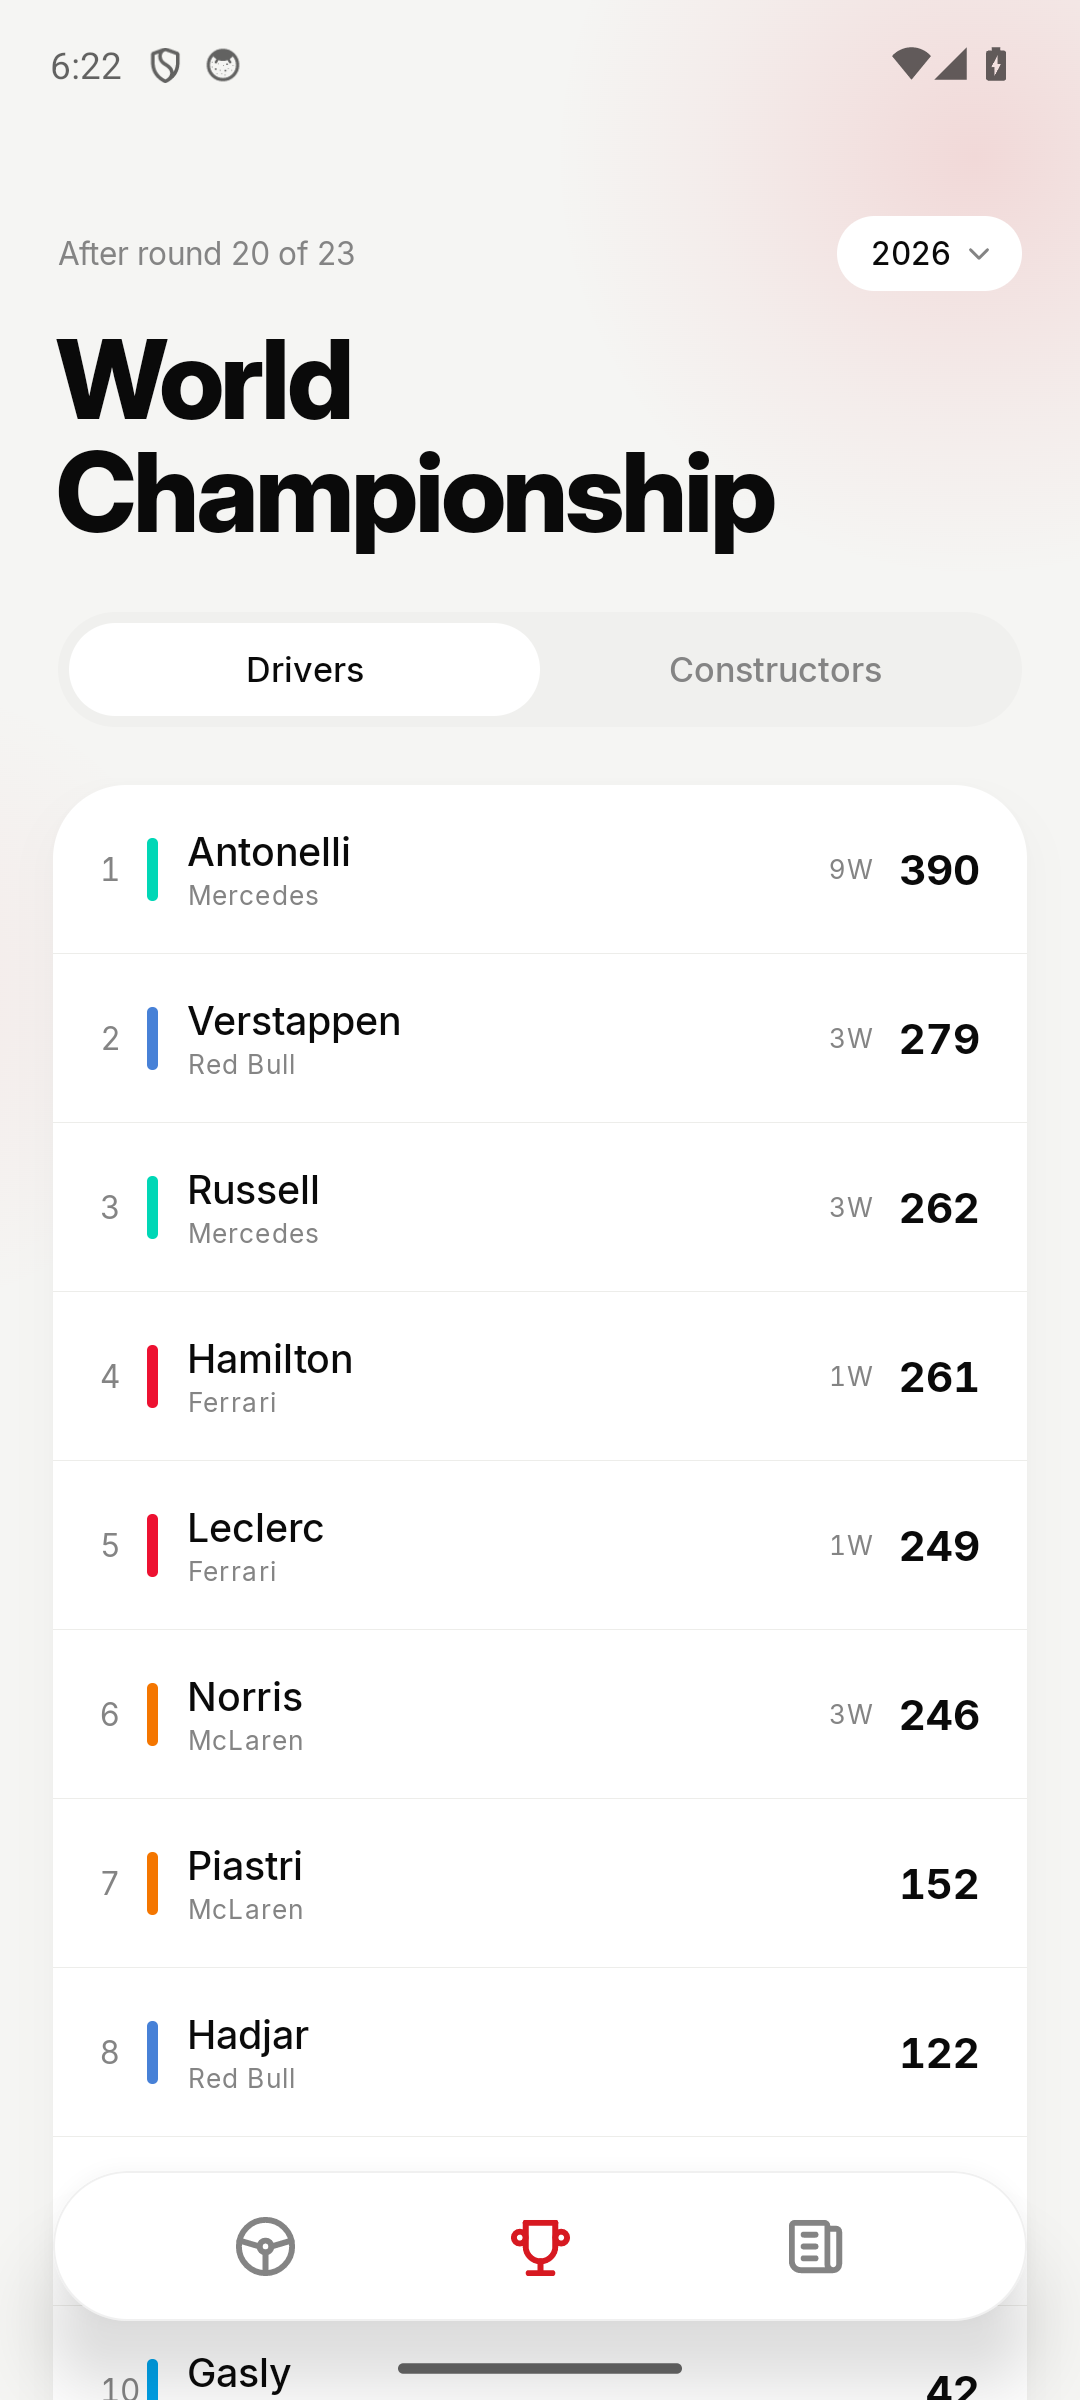 6:22
After round 20 of 23
2026
World
Championship
Drivers
Constructors
1
Antonelli
Mercedes
9W
390
2
Verstappen
Red Bull
3W
279
3
Russell
Mercedes
3W
262
4
Hamilton
Ferrari
1W
261
5
Leclerc
Ferrari
1W
249
6
Norris
McLaren
3W
246
7
Piastri
McLaren
152
8
Hadjar
Red Bull
122
10
Gasly
42